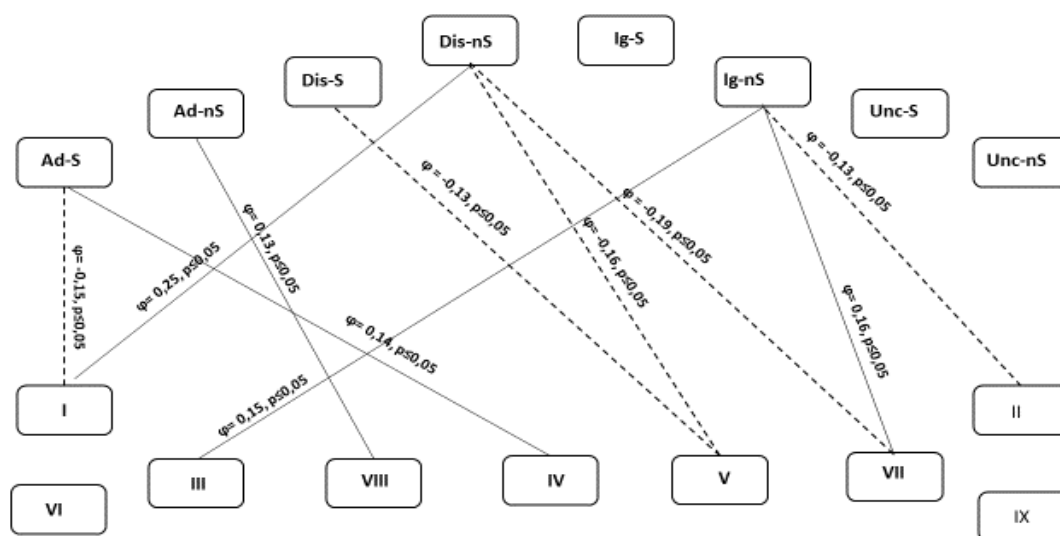 Dis-nS
Ig-S
Dis-S
Ig-nS
Ad-nS
Unc-S
Ad-S
Unc-nS
φ= -0,15, p≤0,05
φ= 0,25, p≤0,05
φ= 0,13, p≤0,05
φ= 0,14, p≤0,05
φ= 0,15, p≤0,05
φ = -0,13, p≤0,05
φ= -0,16, p≤0,05
φ = -0,19, p≤0,05
φ= 0,16, p≤0,05
φ = -0,13, p≤0,05
I
II
III
VIII
IV
V
VII
VI
IX